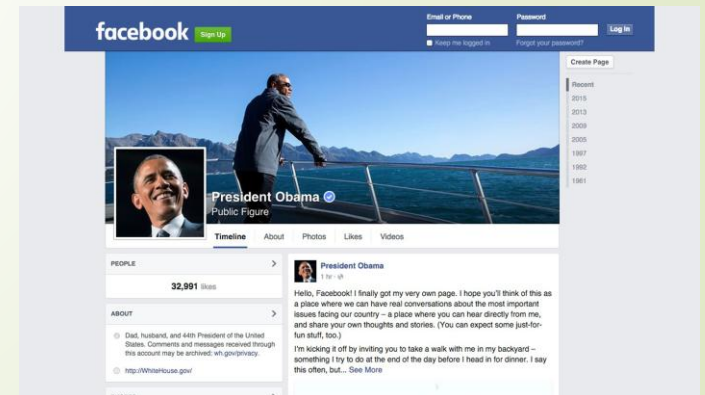 facebook
Sign Up
Email or Phone
Password
Log In
Keep me logged in
Forgot your password?
Create Page
Recent
2015
2013
2009
2005
1997
1992
1981
President Obama
Public Figure
Timeline About Photos Likes Videos
PEOPLE
32,991 likes
ABOUT
Dad, husband, and 44th President of the United
States. Comments and messages received through
this account may be archived: wh.gov/privacy.
http://WhiteHouse.gov/
President Obama
1 hr
Hello, Facebook! I finally got my very own page. I hope you'll think of this as
a place where we can have real conversations about the most important
issues facing our country – a place where you can hear directly from me,
and share your own thoughts and stories. (You can expect some just-for-
fun stuff, too.)
I'm kicking it off by inviting you to take a walk with me in my backyard –
something I try to do at the end of the day before I head in for dinner. I say
this often, but... See More